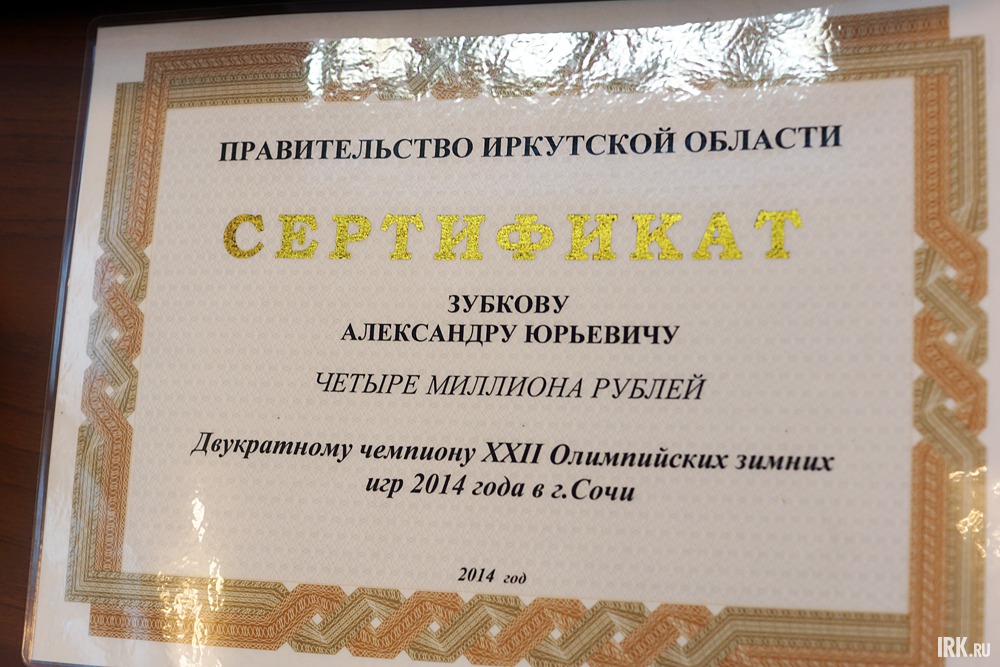 ПРАВИТЕЛЬСТВО ИРКУТСКОЙ ОБЛАСТИ
СЕРТИФИКАТ
ЗУБКОВУ
АЛЕКСАНДРУ ЮРЬЕВИЧУ
ЧЕТЫРЕ МИЛЛИОНА РУБЛЕЙ
Двукратному чемпиону XXII Олимпийских зимних
игр 2014 года в г.Сочи
2014 год
IRK.RU